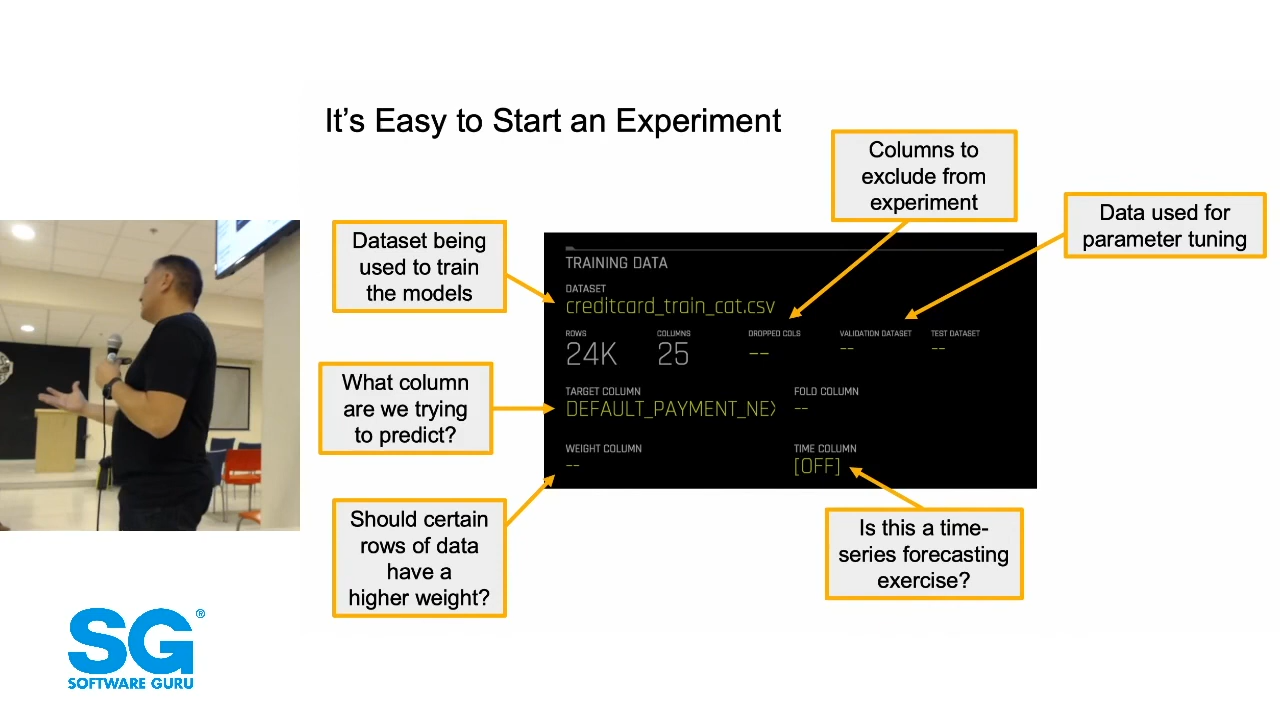 It's Easy to Start an Experiment
Columns to
exclude from
experiment
Data used for
parameter tuning
Dataset being
used to train
the models
TRAINING DATA
DATASET
creditcard_train_cat.csv
ROWS
24K
COLUMNS
25
DROPPED COLS
--
VALIDATION DATASET
--
TEST DATASET
--
What column
are we trying
to predict?
TARGET COLUMN
DEFAULT_PAYMENT_NEX
FOLD COLUMN
--
WEIGHT COLUMN
--
TIME COLUMN
[OFF]
Should certain
rows of data
have a
higher weight?
Is this a time-
series forecasting
exercise?
SG®
SOFTWARE GURU